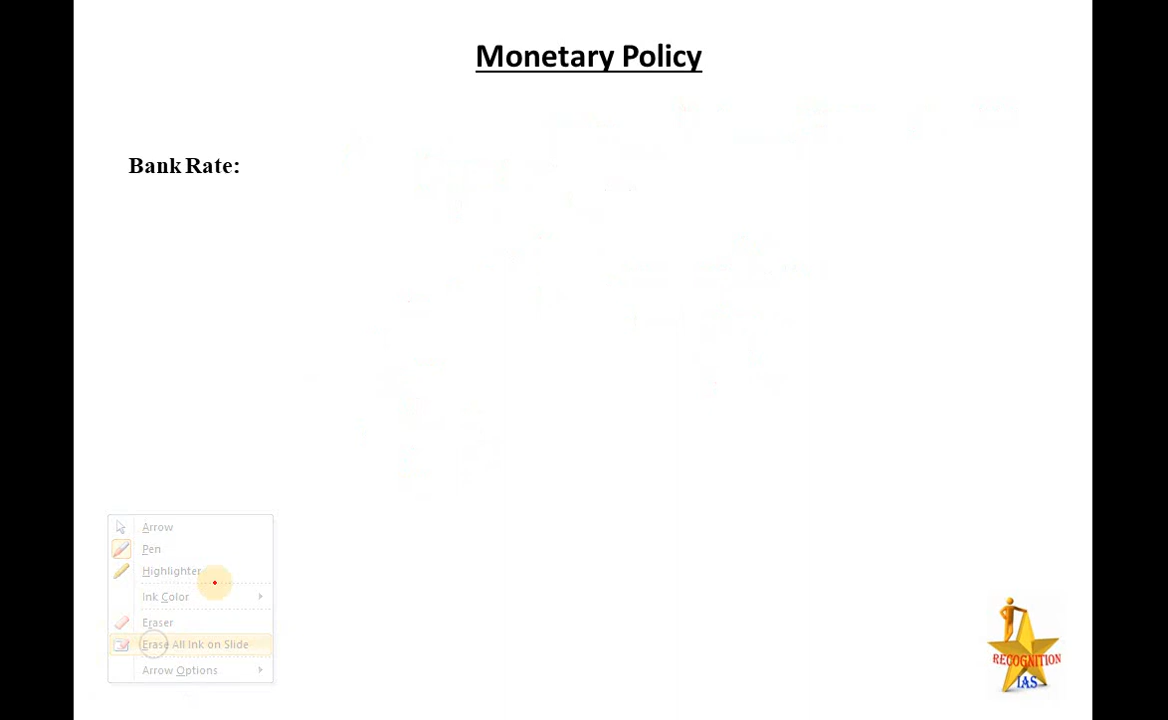 Monetary Policy
Bank Rate:
Arrow
Pen
Highlighter
Ink Color
Eraser
Erase All Ink on Slide
Arrow Options
RECOGNITION
IAS